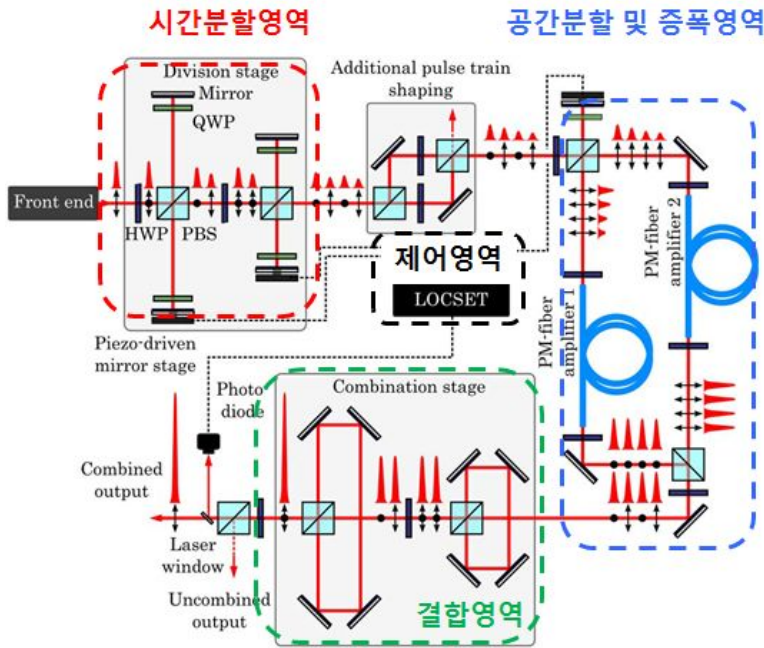 시간분할영역
공간분할 및 증폭영역
Division stage
Mirror
QWP
Additional pulse train
shaping
Front end
HWP
PBS
제어영역
LOCSET
PM-fiber
amplifier 2
PM-fiber
amplifier 1
Piezo-driven
mirror stage
Photo
diode
Combination stage
Combined
output
Laser
window
Uncombined
output
결합영역